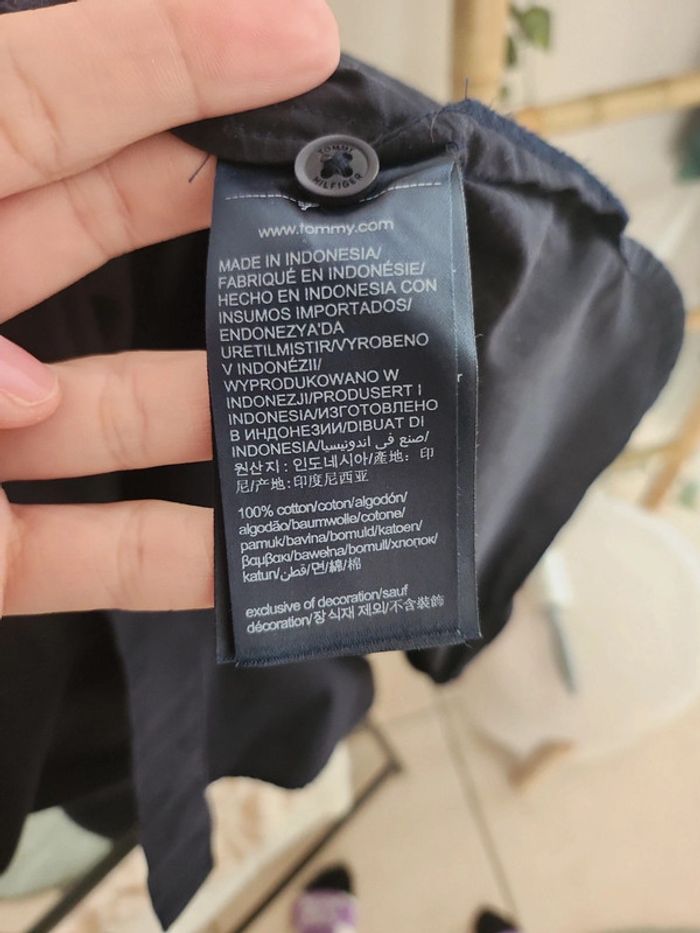 TOMMY
HILFIGER
www.tommy.com
MADE IN INDONESIA/
FABRIQUÉ EN INDONÉSIE/
HECHO EN INDONESIA CON
INSUMOS IMPORTADOS/
ENDONEZYA'DA
URETILMISTIR/VYROBENO
V INDONÉZII/
WYPRODUKOWANO W
INDONEZJI/PRODUSERT I
INDONESIA/ИЗГОТОВЛЕНО
В ИНДОНЕЗИИ/DIBUAT DI
INDONESIA/صنع في اندونيسيا/
원산지: 인도네시아/產地: 印
尼/产地:印度尼西亚
100% cotton/coton/algodón/
algodão/baumwolle/cotone/
pamuk/bavlna/bomuld/katoen/
βαμβακι/bawełna/bomull/хлопок/
katun/قطن/면/綿/棉
exclusive of decoration/sauf
décoration/장식재 제외/不含裝飾